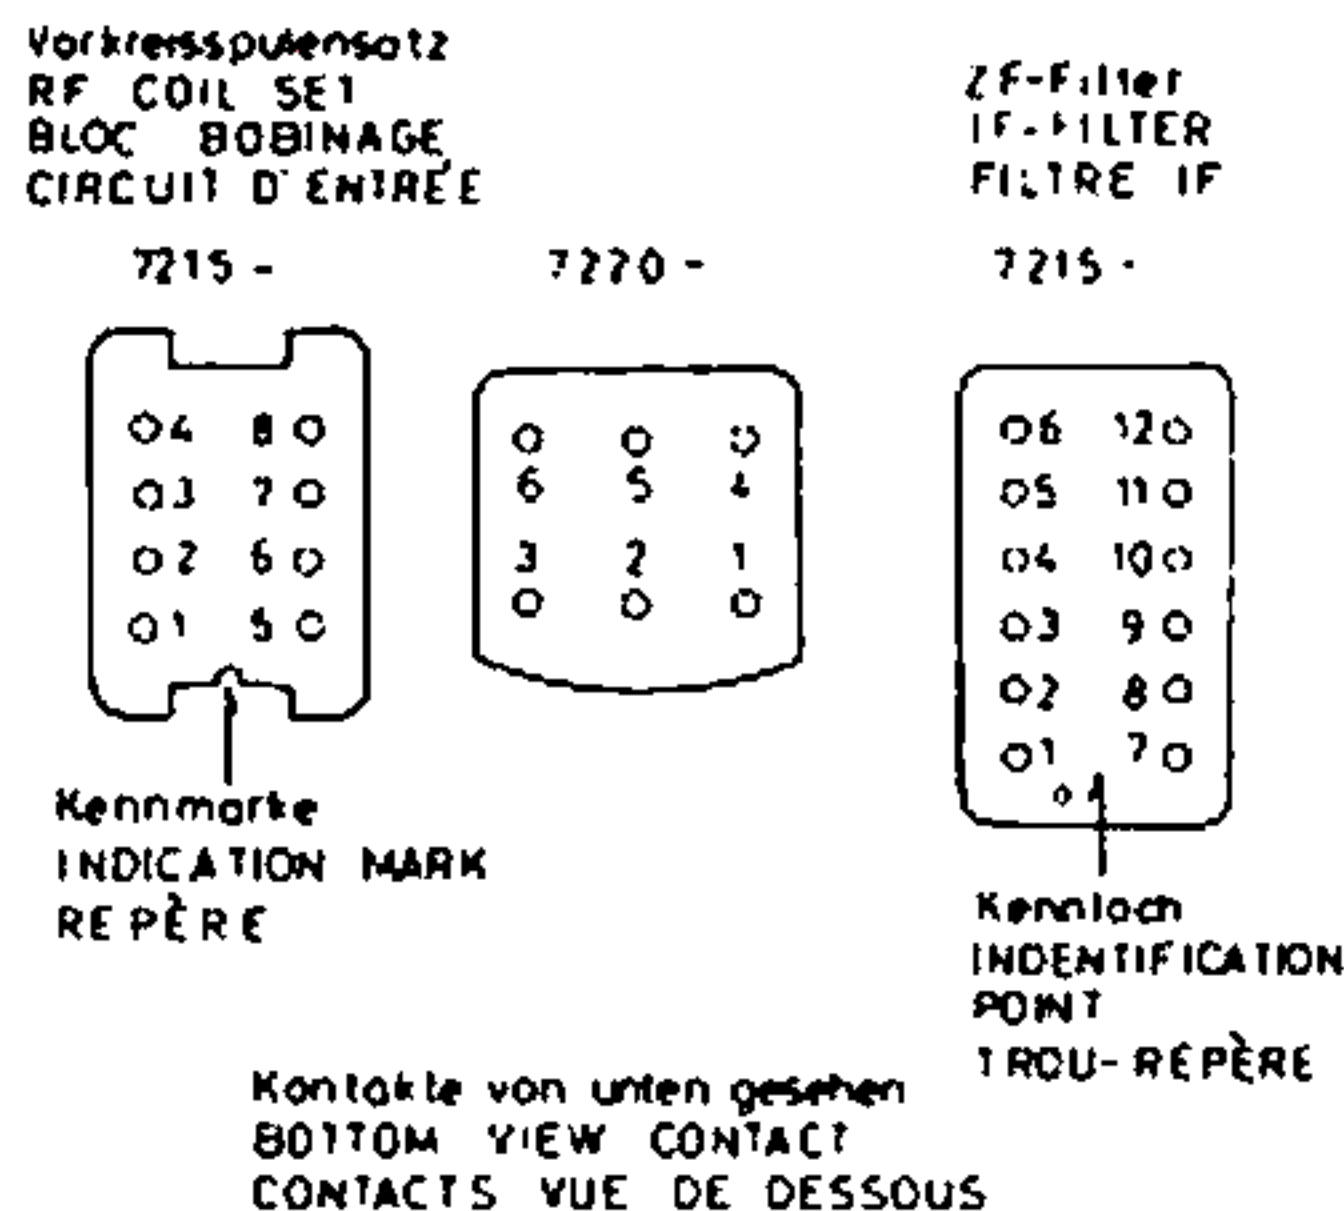 Vorkreisspulensatz
RF COIL SET
BLOC BOBINAGE
CIRCUIT D'ENTRÉE
7215 -
7220 -
ZF-Filter
IF-FILTER
FILTRE IF
7215 -
4 8
3 7
2 6
1 5
6 5 4
3 2 1
6 12
5 11
4 10
3 9
2 8
1 7
Kennmarke
INDICATION MARK
REPÈRE
Kennloch
INDENTIFICATION
POINT
TROU-REPÈRE
Kontakte von unten gesehen
BOTTOM VIEW CONTACT
CONTACTS VUE DE DESSOUS